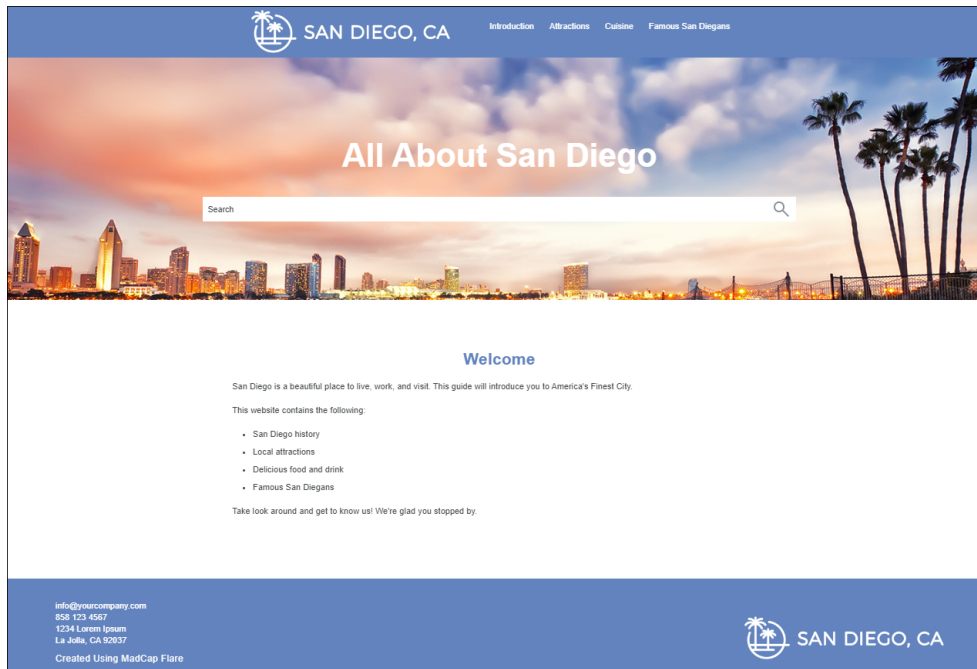 SAN DIEGO, CA
Introduction Attractions Cuisine Famous San Diegans
All About San Diego
Search
Welcome
San Diego is a beautiful place to live, work, and visit. This guide will introduce you to America's Finest City.
This website contains the following:
• San Diego history
• Local attractions
• Delicious food and drink
• Famous San Diegans
Take look around and get to know us! We're glad you stopped by.
info@yourcompany.com
858 123 4567
1234 Lorem Ipsum
La Jolla, CA 92037
Created Using MadCap Flare
SAN DIEGO, CA